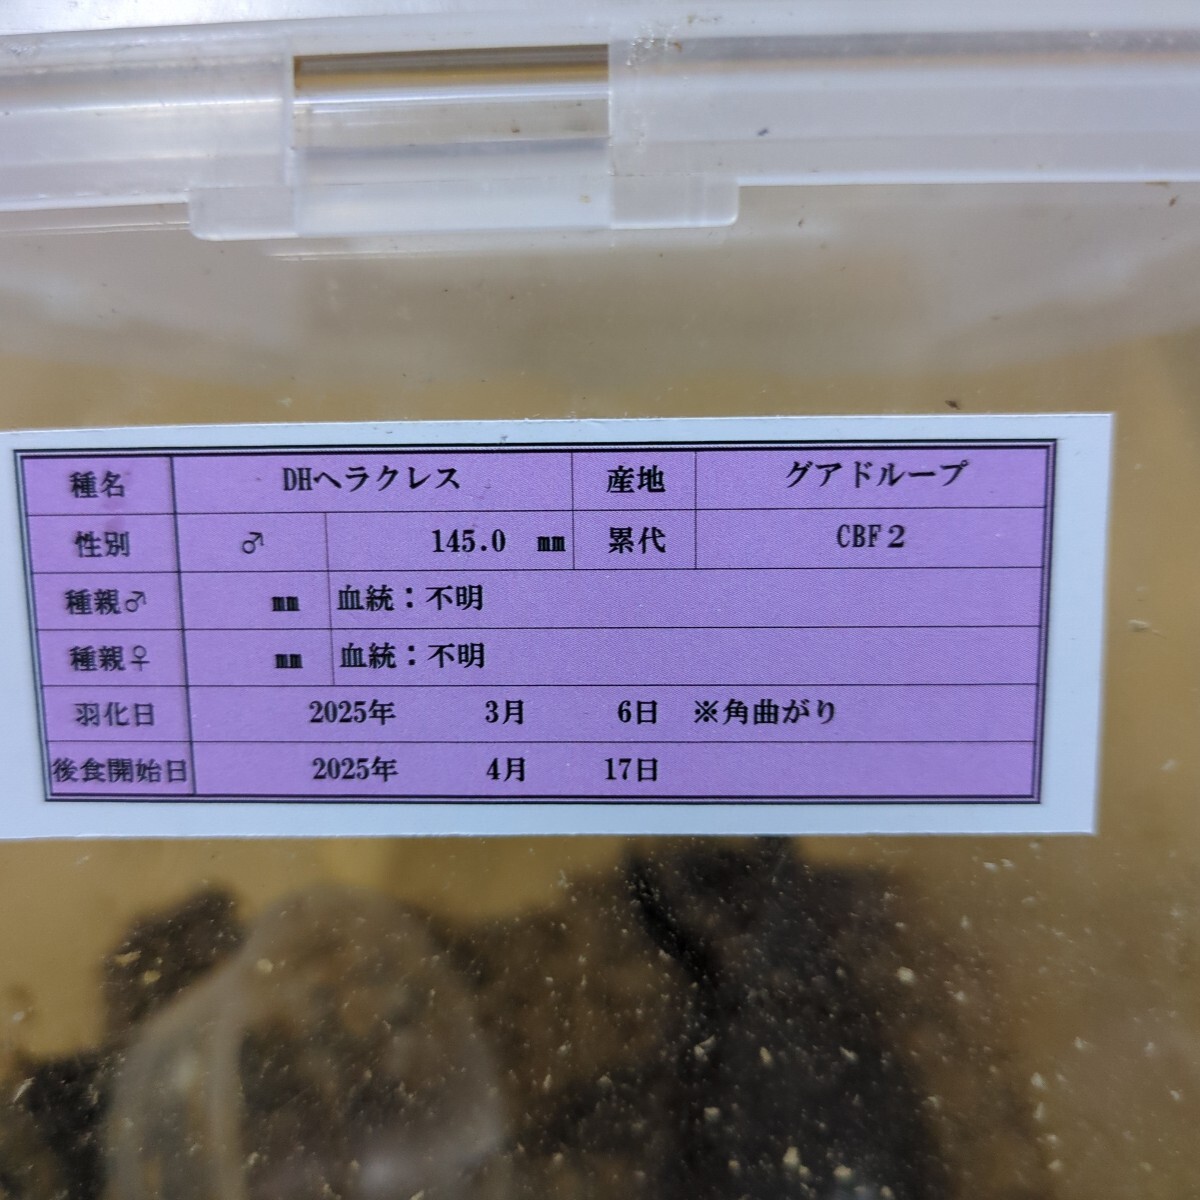 種名 DHヘラクレス 産地 グアドループ
性別 ♂ 145.0 ㎜ 累代 CBF２
種親♂ ㎜ 血統：不明
種親♀ ㎜ 血統：不明
羽化日 2025年 3月 6日 ※角曲がり
後食開始日 2025年 4月 17日